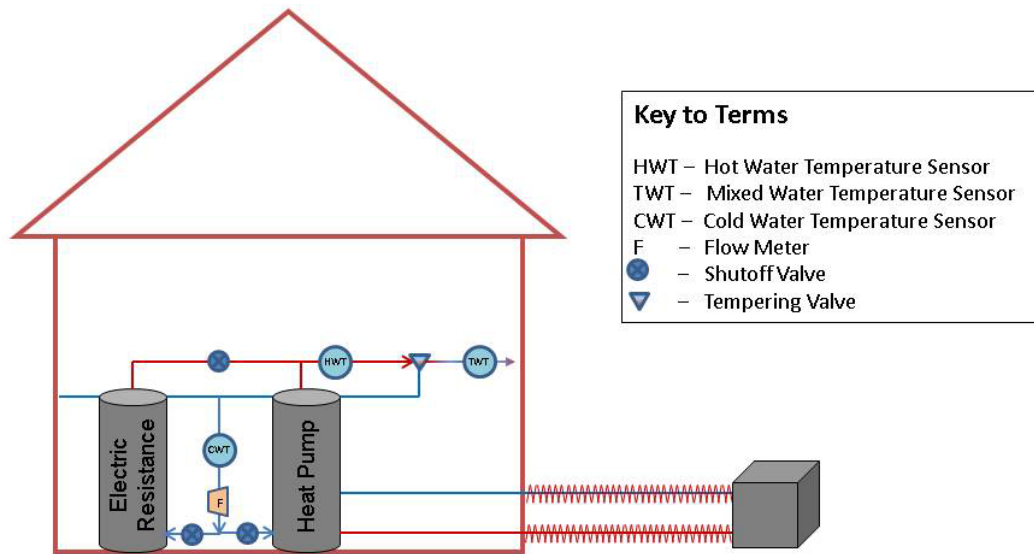 Key to Terms
HWT – Hot Water Temperature Sensor
TWT – Mixed Water Temperature Sensor
CWT – Cold Water Temperature Sensor
F – Flow Meter
– Shutoff Valve
– Tempering Valve
HWT
TWT
CWT
F
Electric
Resistance
Heat Pump